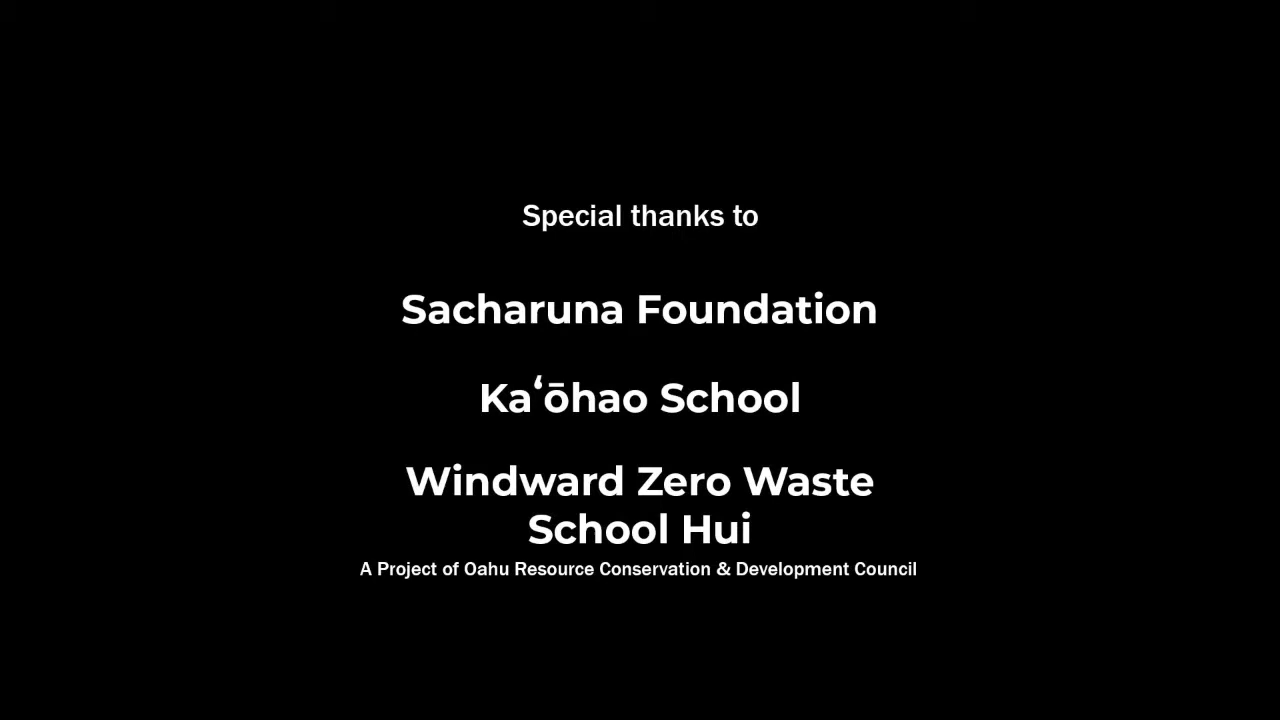 Special thanks to
Sacharuna Foundation
Kaʻōhao School
Windward Zero Waste
School Hui
A Project of Oahu Resource Conservation & Development Council